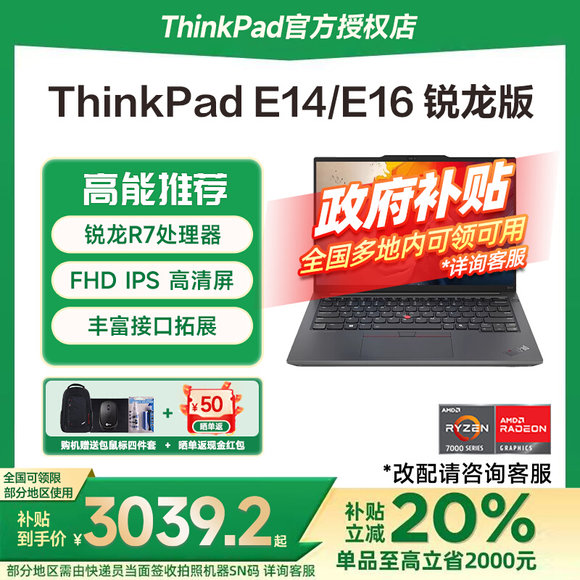 ThinkPad官方授权店
ThinkPad E14/E16 锐龙版
高能推荐
锐龙R7处理器
FHD IPS 高清屏
丰富接口拓展
政府补贴
全国多地内可领可用
*详询客服
¥50
晒单返
购机赠送包鼠标四件套 + 晒单返现金红包
AMD
RYZEN
7000 SERIES
AMD
RADEON
GRAPHICS
*改配请咨询客服
全国可领限
部分地区使用
补贴
到手价 ¥3039.2起
补贴
立减 20%
单品至高立省2000元
部分地区需由快递员当面签收拍照机器SN码 详询客服